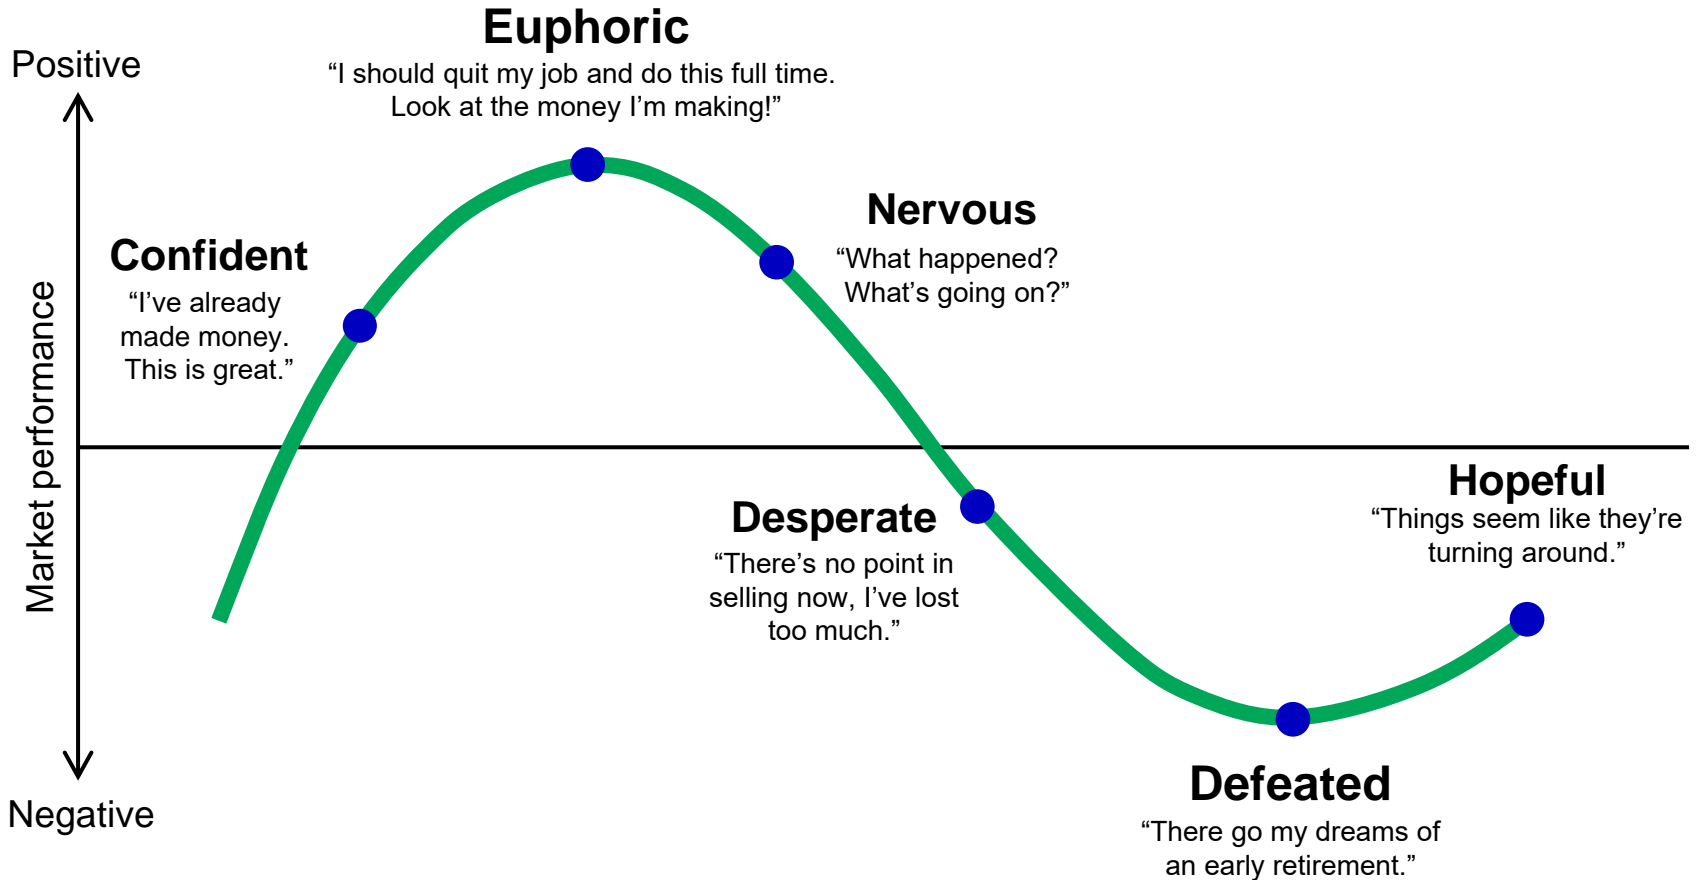 Euphoric
“I should quit my job and do this full time.
Look at the money I’m making!”
Positive
Nervous
“What happened?
What’s going on?”
Confident
“I’ve already
made money.
This is great.”
Market performance
Hopeful
“Things seem like they’re
turning around.”
Desperate
“There’s no point in
selling now, I’ve lost
too much.”
Defeated
“There go my dreams of
an early retirement.”
Negative